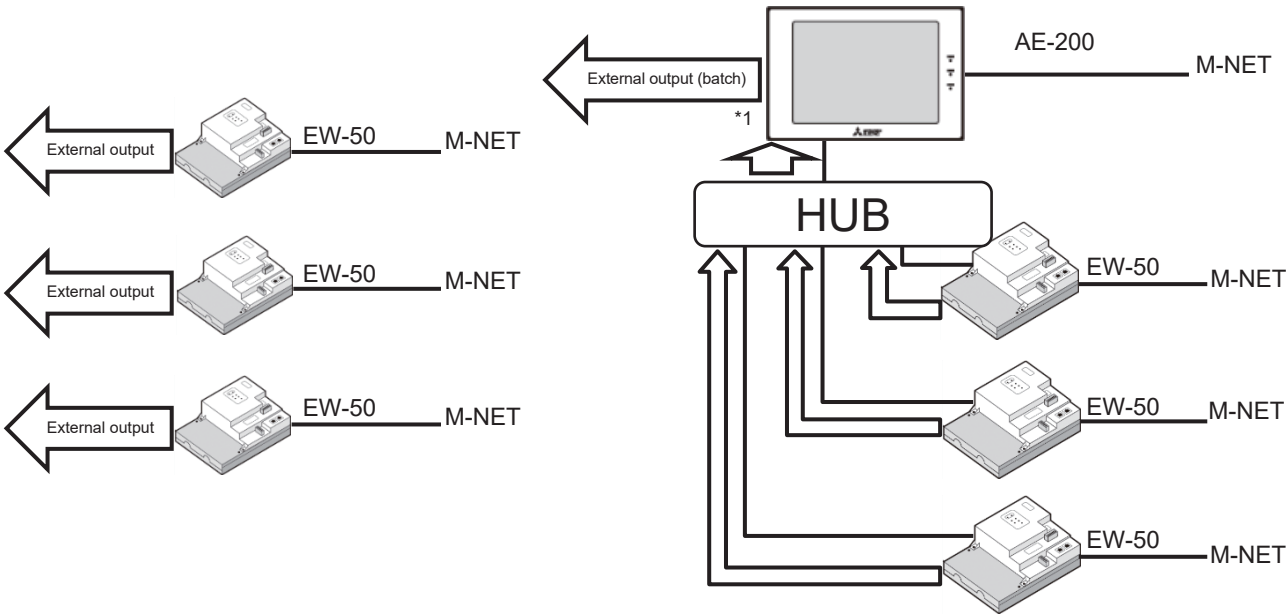 External output
EW-50
M-NET
External output
EW-50
M-NET
External output
EW-50
M-NET
External output (batch)
*1
AE-200
M-NET
HUB
EW-50
M-NET
EW-50
M-NET
EW-50
M-NET